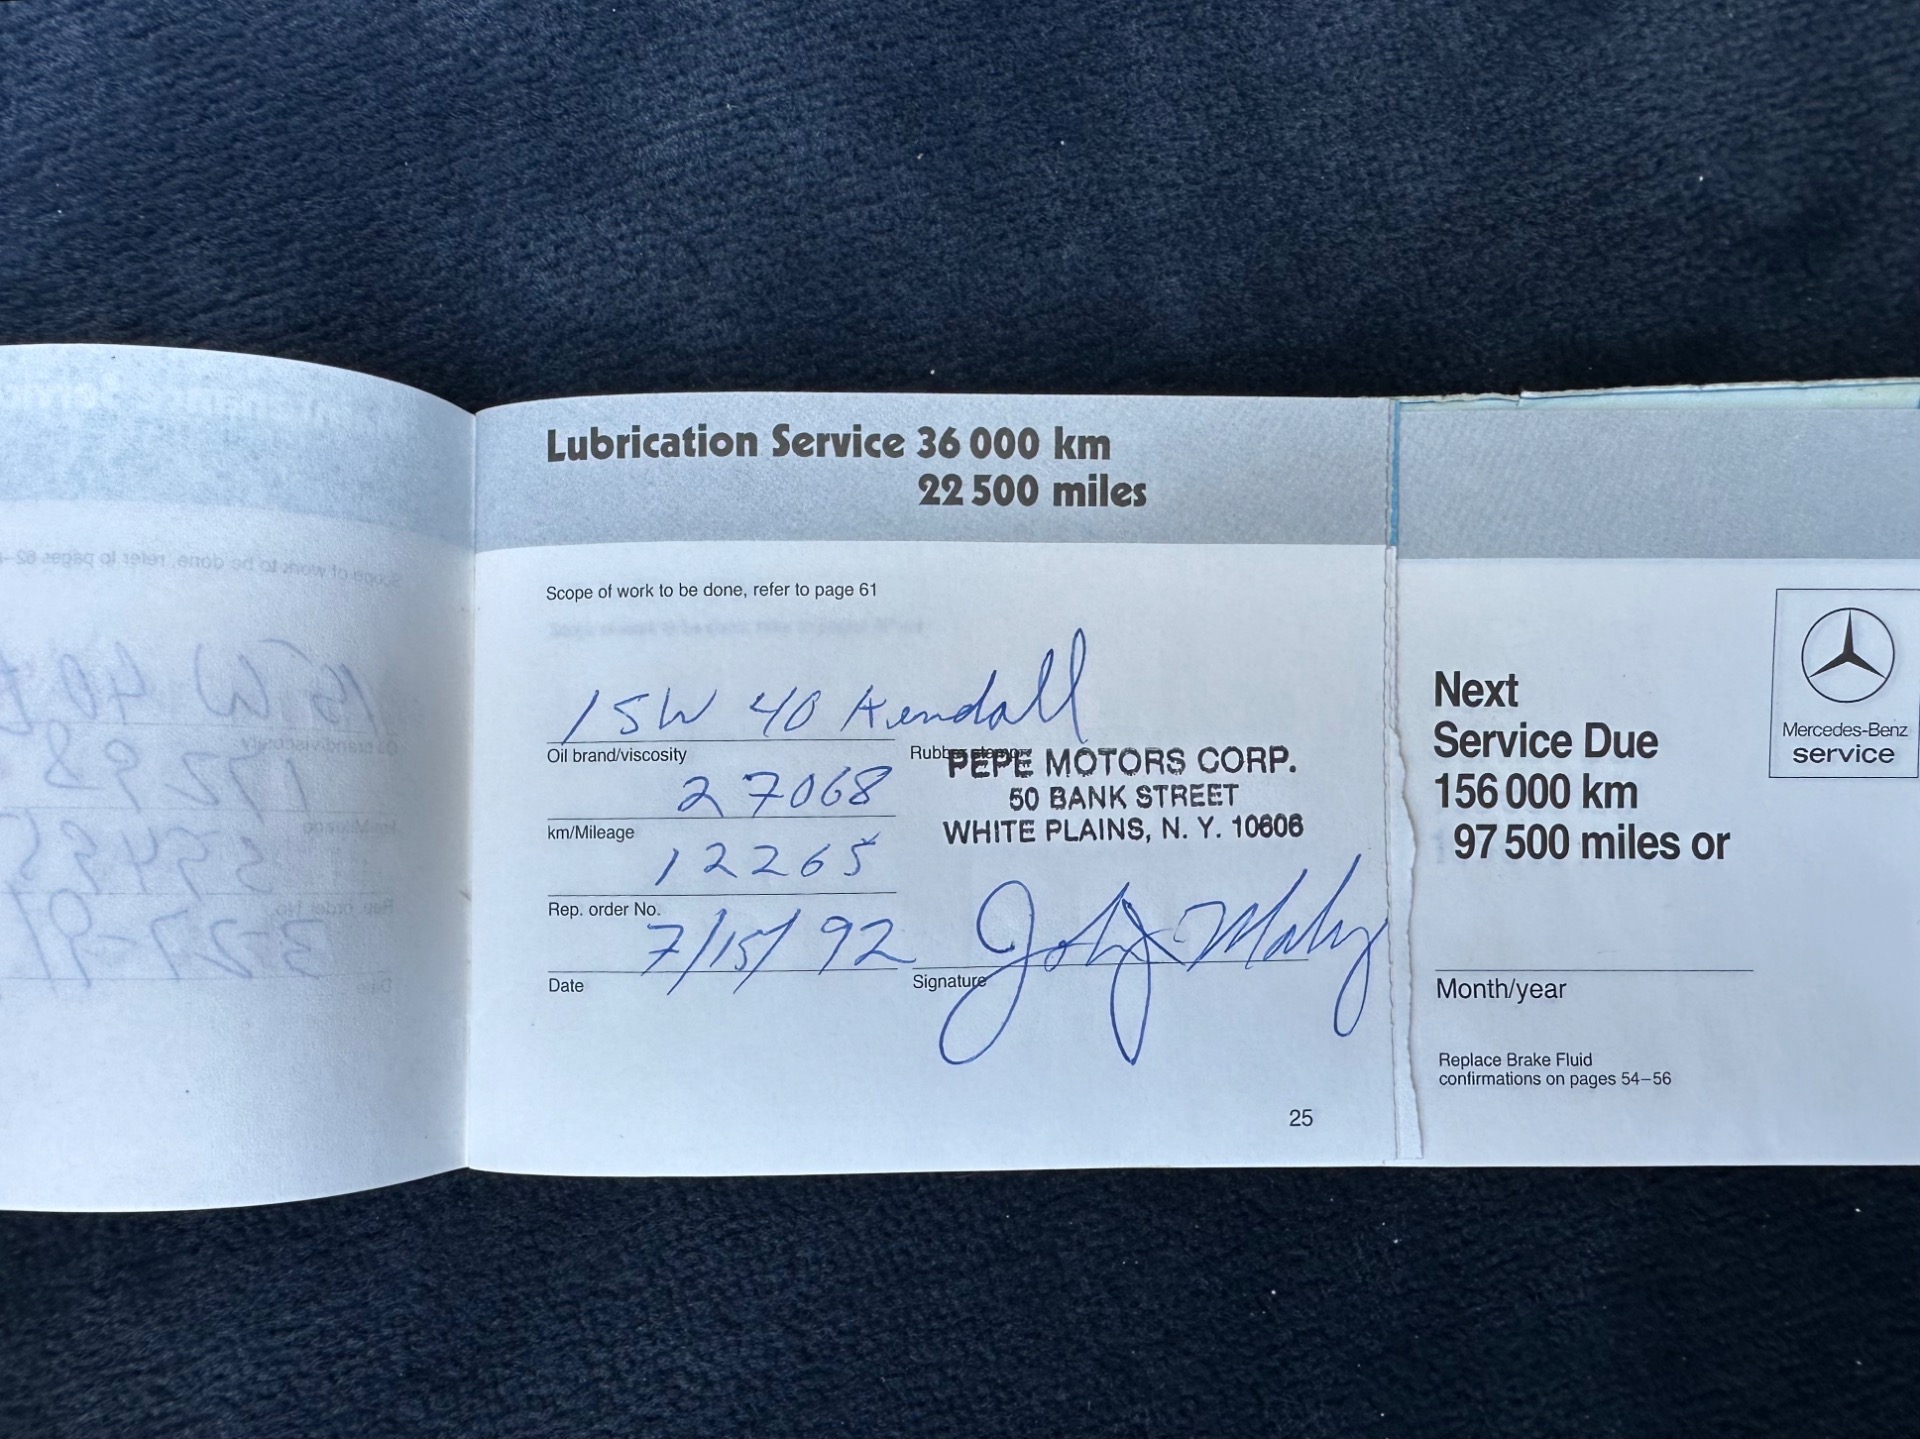 Lubrication Service 36 000 km
22 500 miles
Scope of work to be done, refer to page 61
15W 40 Kendall
Oil brand/viscosity
Rubber stamp
27068
km/Mileage
PEPE MOTORS CORP.
50 BANK STREET
WHITE PLAINS, N. Y. 10606
12265
Rep. order No.
7/15/92
Date
Signature
25
Next
Service Due
156 000 km
97 500 miles or
Month/year
Replace Brake Fluid
confirmations on pages 54–56
Mercedes-Benz
service